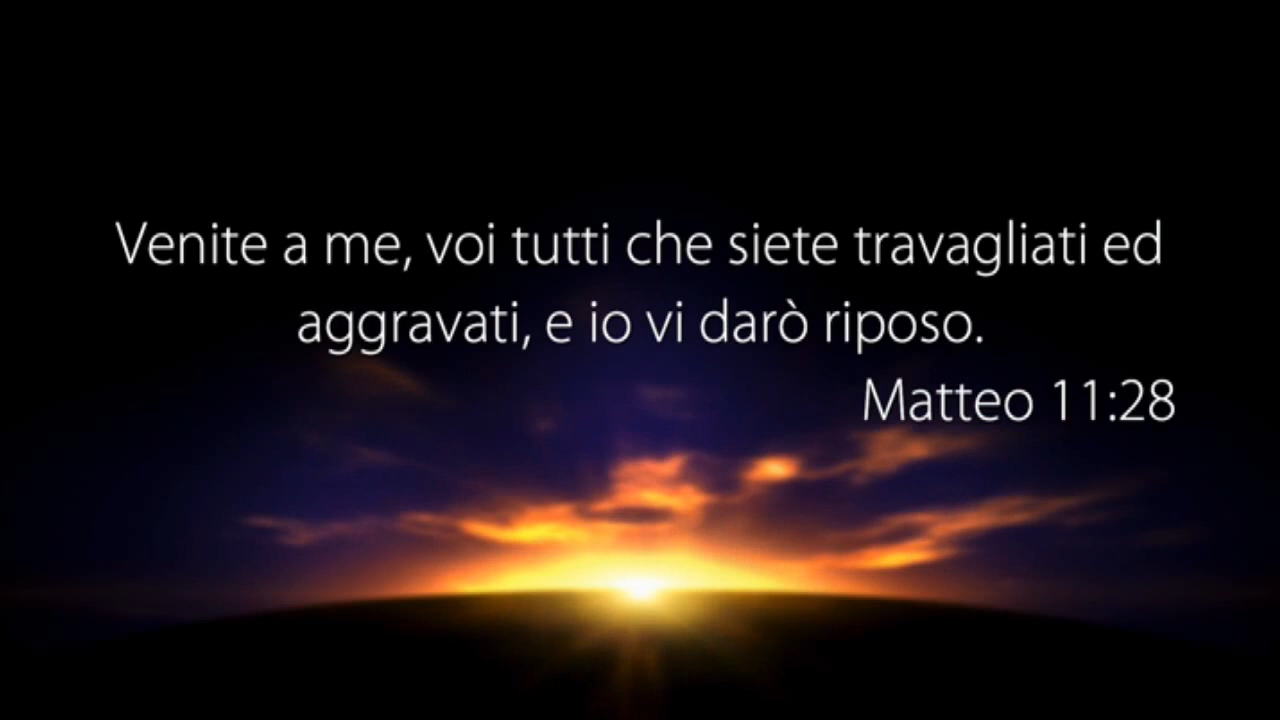 Venite a me, voi tutti che siete travagliati ed
aggravati, e io vi darò riposo.
Matteo 11:28